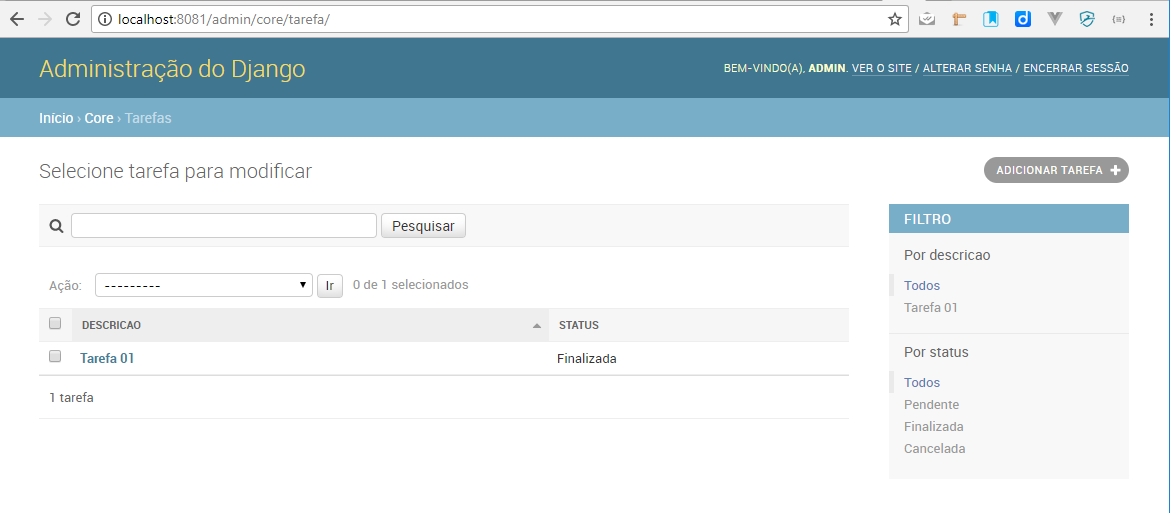 localhost:8081/admin/core/tarefa/
Administração do Django
BEM-VINDO(A), ADMIN. VER O SITE / ALTERAR SENHA / ENCERRAR SESSÃO
Início › Core › Tarefas
Selecione tarefa para modificar
ADICIONAR TAREFA +
Pesquisar
Ação: --------- Ir 0 de 1 selecionados
DESCRICAO STATUS
Tarefa 01 Finalizada
1 tarefa
FILTRO
Por descricao
Todos
Tarefa 01
Por status
Todos
Pendente
Finalizada
Cancelada